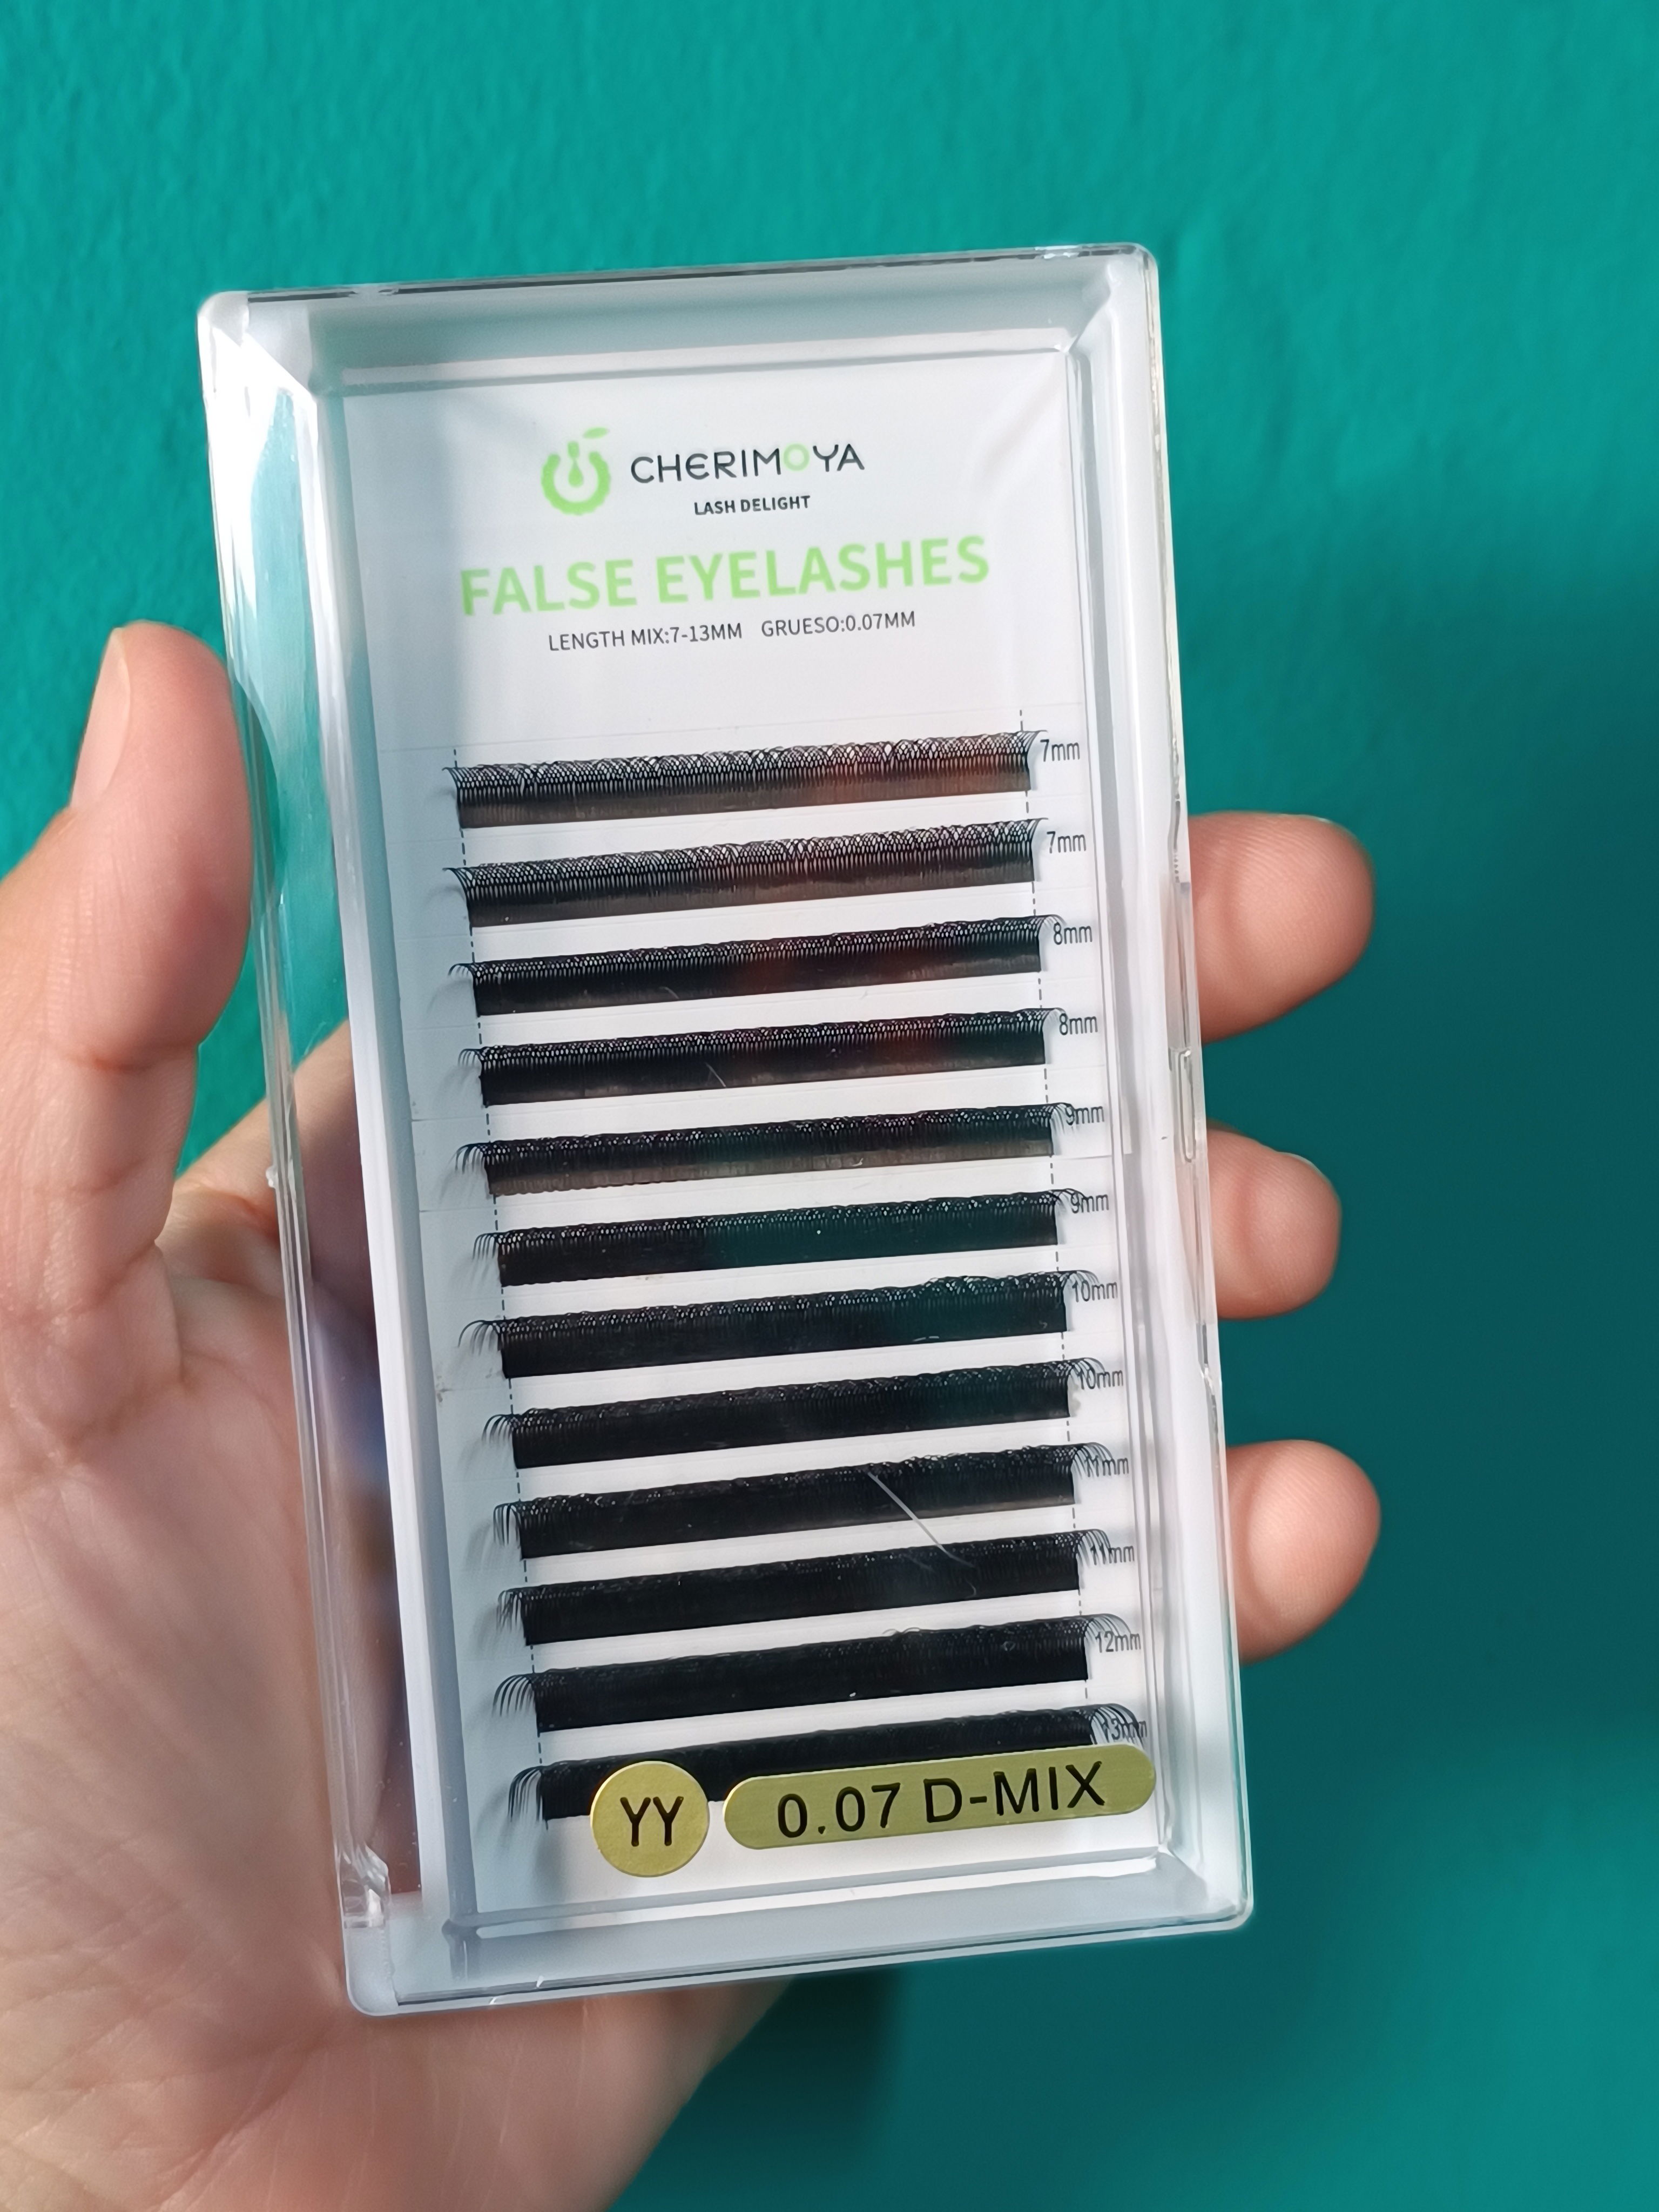 CHERIMOYA
LASH DELIGHT
FALSE EYELASHES
LENGTH MIX:7-13MM GRUESO:0.07MM
7mm
7mm
8mm
8mm
9mm
9mm
10mm
10mm
11mm
11mm
12mm
13mm
YY
0.07 D-MIX